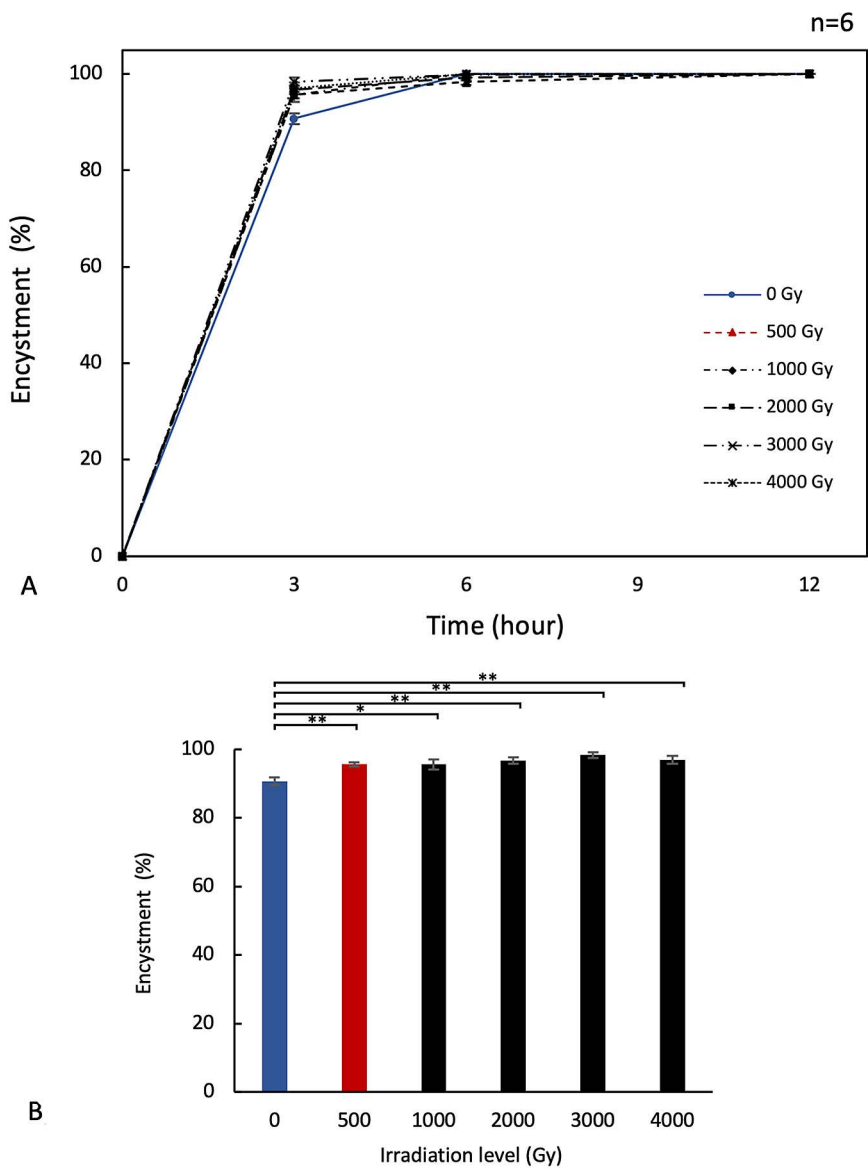 n=6
100
80
60
40
20
0
Encystment (%)
0 Gy
500 Gy
1000 Gy
2000 Gy
3000 Gy
4000 Gy
A
0 3 6 9 12
Time (hour)
**
**
**
*
**
100
80
60
40
20
0
Encystment (%)
B
0 500 1000 2000 3000 4000
Irradiation level (Gy)